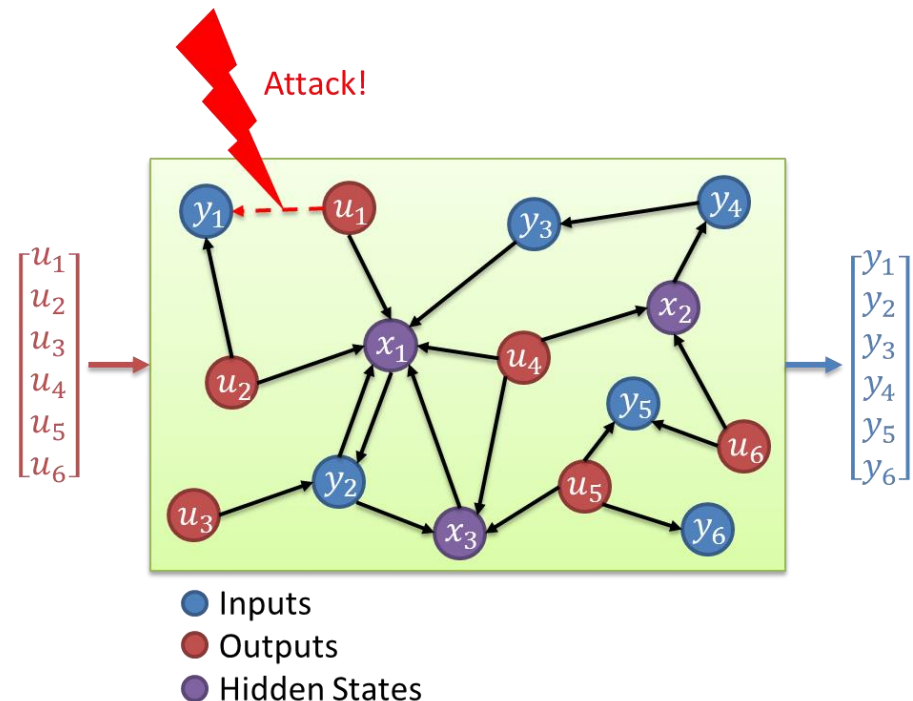 Attack!
y₁
u₁
y₃
y₄
x₂
x₁
u₄
u₂
y₅
u₆
y₂
u₅
u₃
x₃
y₆
[u₁
u₂
u₃
u₄
u₅
u₆]
[y₁
y₂
y₃
y₄
y₅
y₆]
Inputs
Outputs
Hidden States